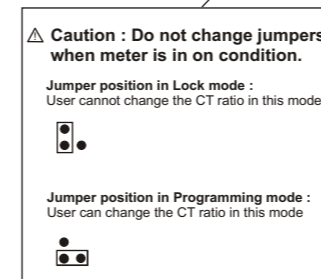 ⚠ Caution : Do not change jumpers
when meter is in on condition.
Jumper position in Lock mode :
User cannot change the CT ratio in this mode
Jumper position in Programming mode :
User can change the CT ratio in this mode